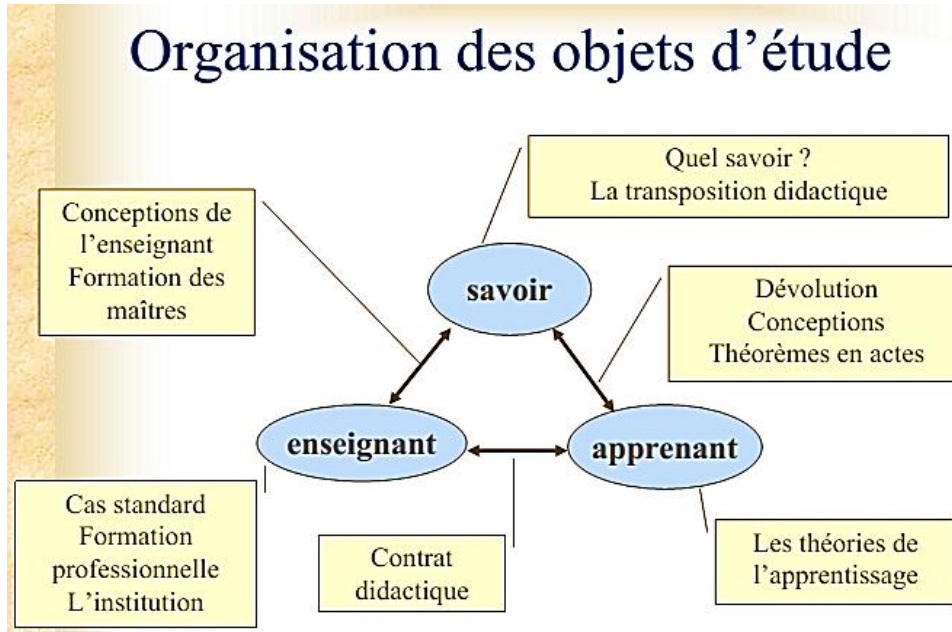 Organisation des objets d’étude
Quel savoir ?
La transposition didactique
Conceptions de
l’enseignant
Formation des
maîtres
savoir
Dévolution
Conceptions
Théorèmes en actes
enseignant
apprenant
Cas standard
Formation
professionnelle
L’institution
Contrat
didactique
Les théories de
l’apprentissage